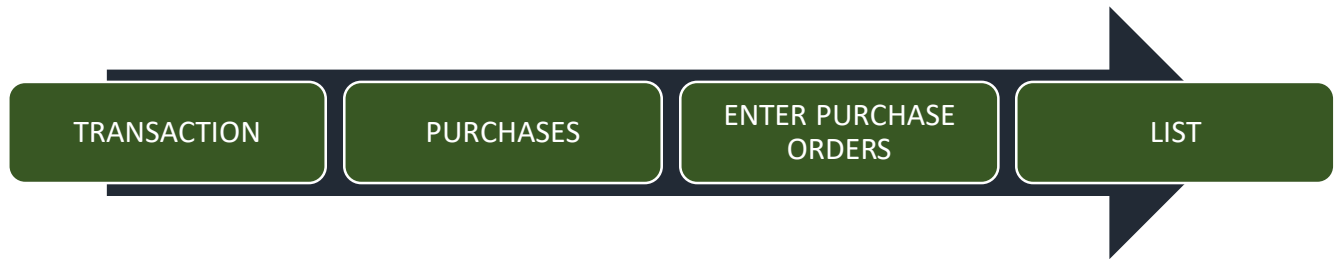 TRANSACTION
PURCHASES
ENTER PURCHASE
ORDERS
LIST